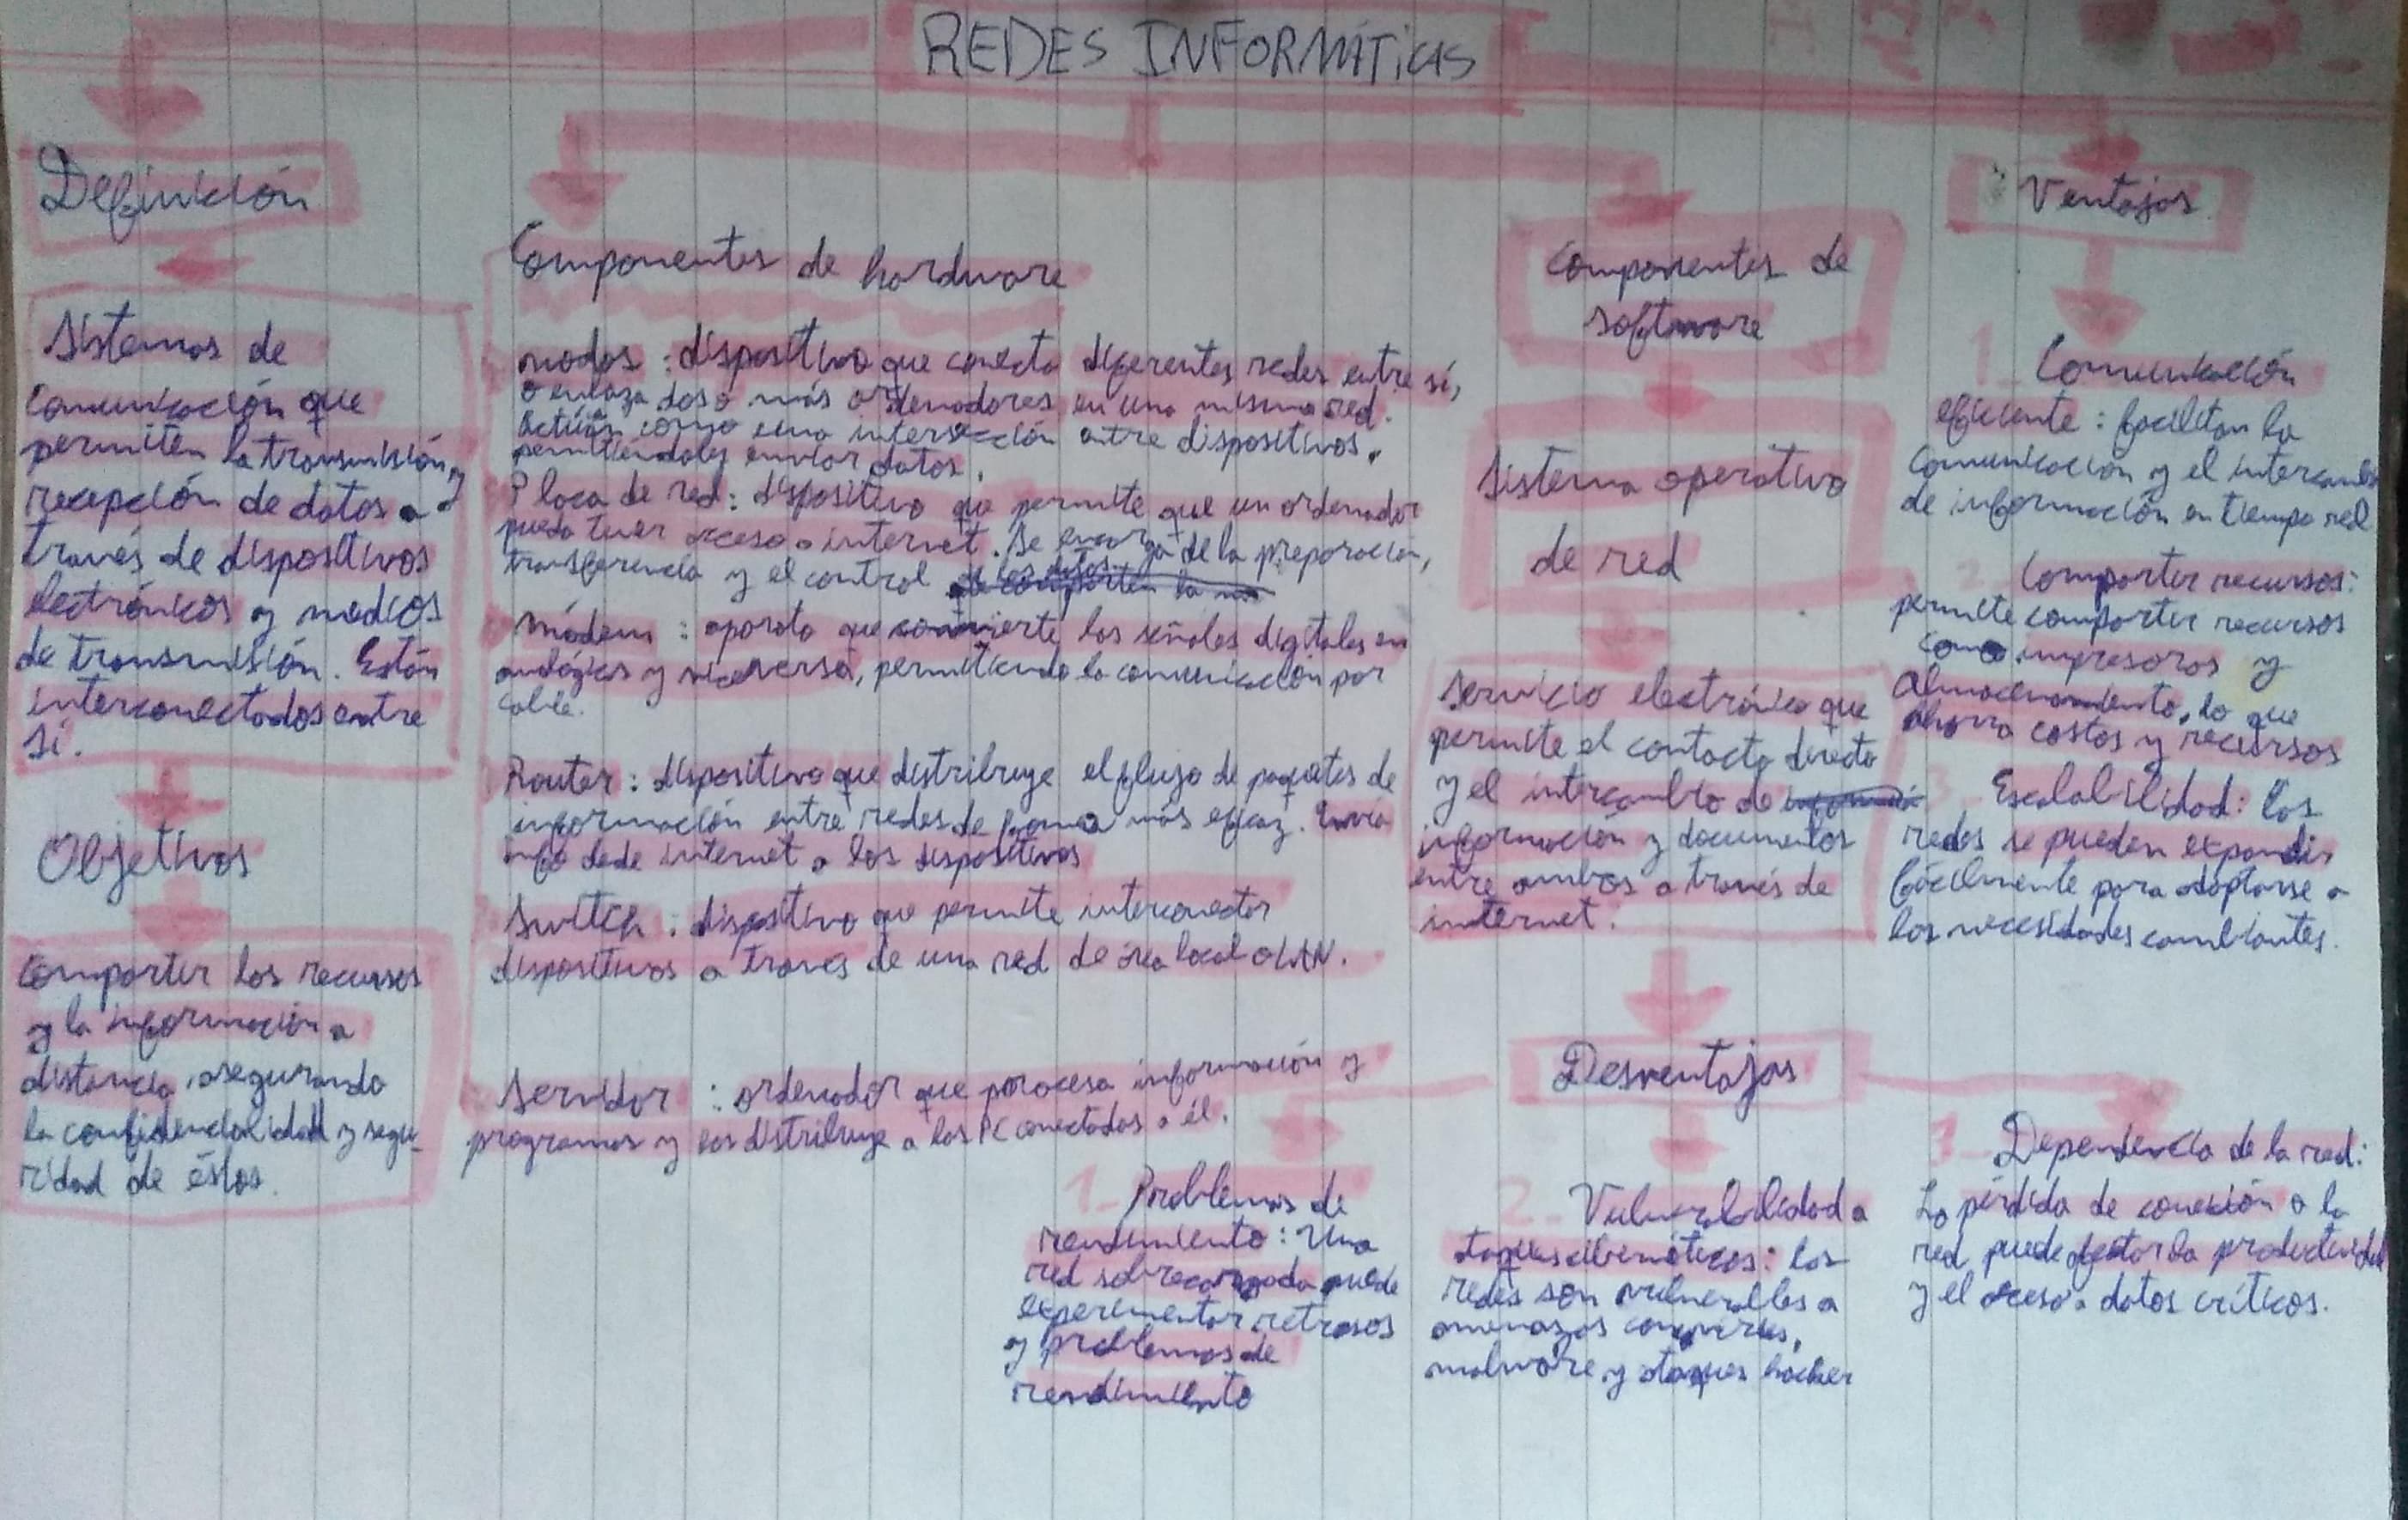 REDES INFORMÁTICAS
Definición
Sistemas de
comunicación que
permiten la transmisión y
recepción de datos a
través de dispositivos
electrónicos y medios
de transmisión. Están
interconectados entre
sí.
Objetivos
Compartir los recursos
y la información a
distancia, asegurando
la confidencialidad y segu-
ridad de éstos.
Componentes de hardware
nodos : dispositivo que conecta diferentes redes entre sí,
o enlaza dos o más ordenadores en una misma red.
Actúan como una intersección entre dispositivos,
permitiéndoles enviar datos.
Placa de red: dispositivo que permite que un ordenador
pueda tener acceso a internet. Se encarga de la preparación,
transferencia y el control de los datos
módem : aparato que convierte las señales digitales en
analógicas y viceversa, permitiendo la comunicación por
cable.
Router : dispositivo que distribuye el flujo de paquetes de
información entre redes de forma más eficaz. Envía
info desde internet a los dispositivos
Switch : dispositivo que permite interconectar
dispositivos a través de una red de área local o LAN.
Servidor : ordenador que procesa información y
programas y los distribuye a las PC conectadas a él.
Componentes de
software
Sistema operativo
de red
Servicio electrónico que
permite el contacto directo
y el intercambio de
información y documentos
entre ambos a través de
internet.
Desventajas
1- Problemas de
rendimiento : Una
red sobrecargada puede
experimentar retrasos
y problemas de
rendimiento
2- Vulnerabilidad a
ataques cibernéticos: las
redes son vulnerables a
amenazas como virus,
malware y ataques hacker
3- Dependencia de la red:
La pérdida de conexión a la
red puede afectar la productividad
y el acceso a datos críticos.
Ventajas
1- Comunicación
eficiente : facilitan la
comunicación y el intercambio
de información en tiempo real
2- Compartir recursos:
permite compartir recursos
como impresoras y
almacenamiento, lo que
ahorra costos y recursos
3- Escalabilidad: las
redes se pueden expandir
fácilmente para adaptarse a
las necesidades cambiantes.